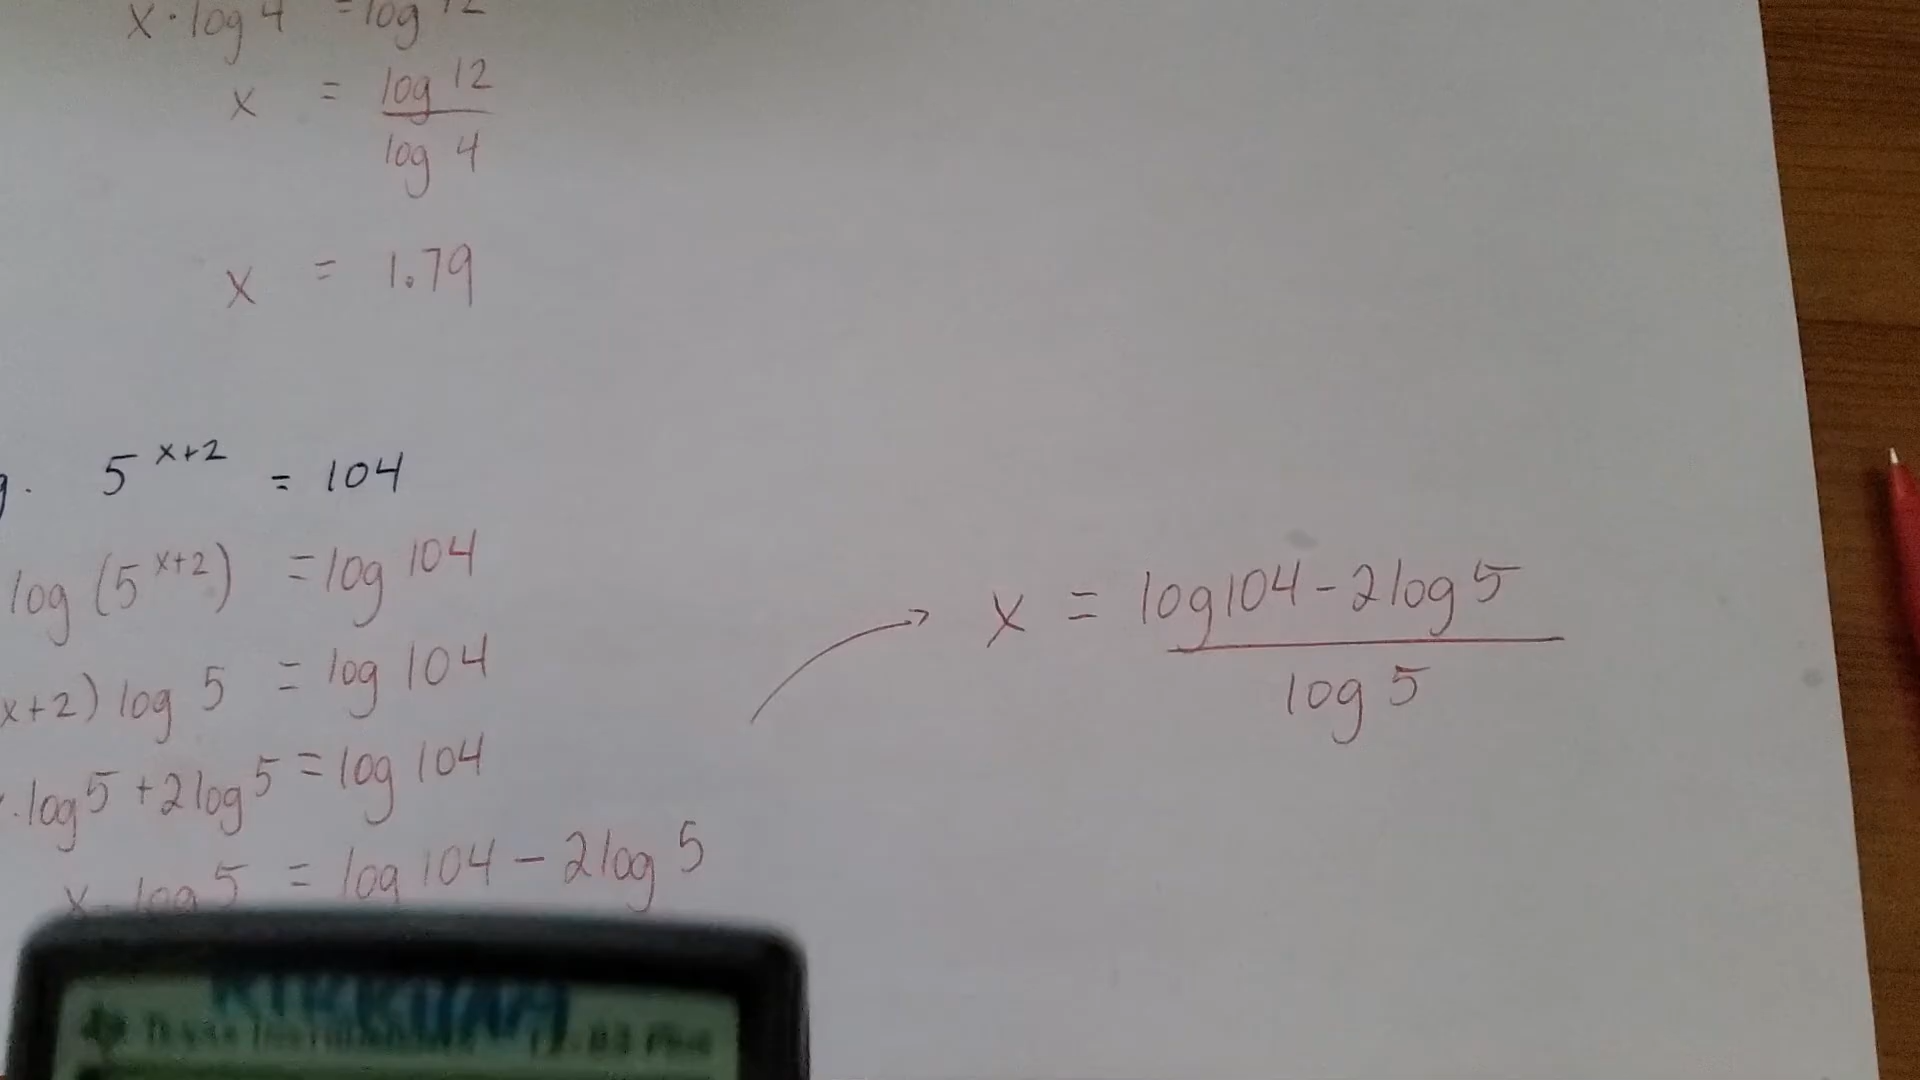 x · log 4 = log 12
x = log 12
log 4
x = 1.79
5^x+2 = 104
log (5^x+2) = log 104
x+2) log 5 = log 104
· log 5 + 2 log 5 = log 104
x · log 5 = log 104 - 2 log 5
x = log 104 - 2 log 5
log 5